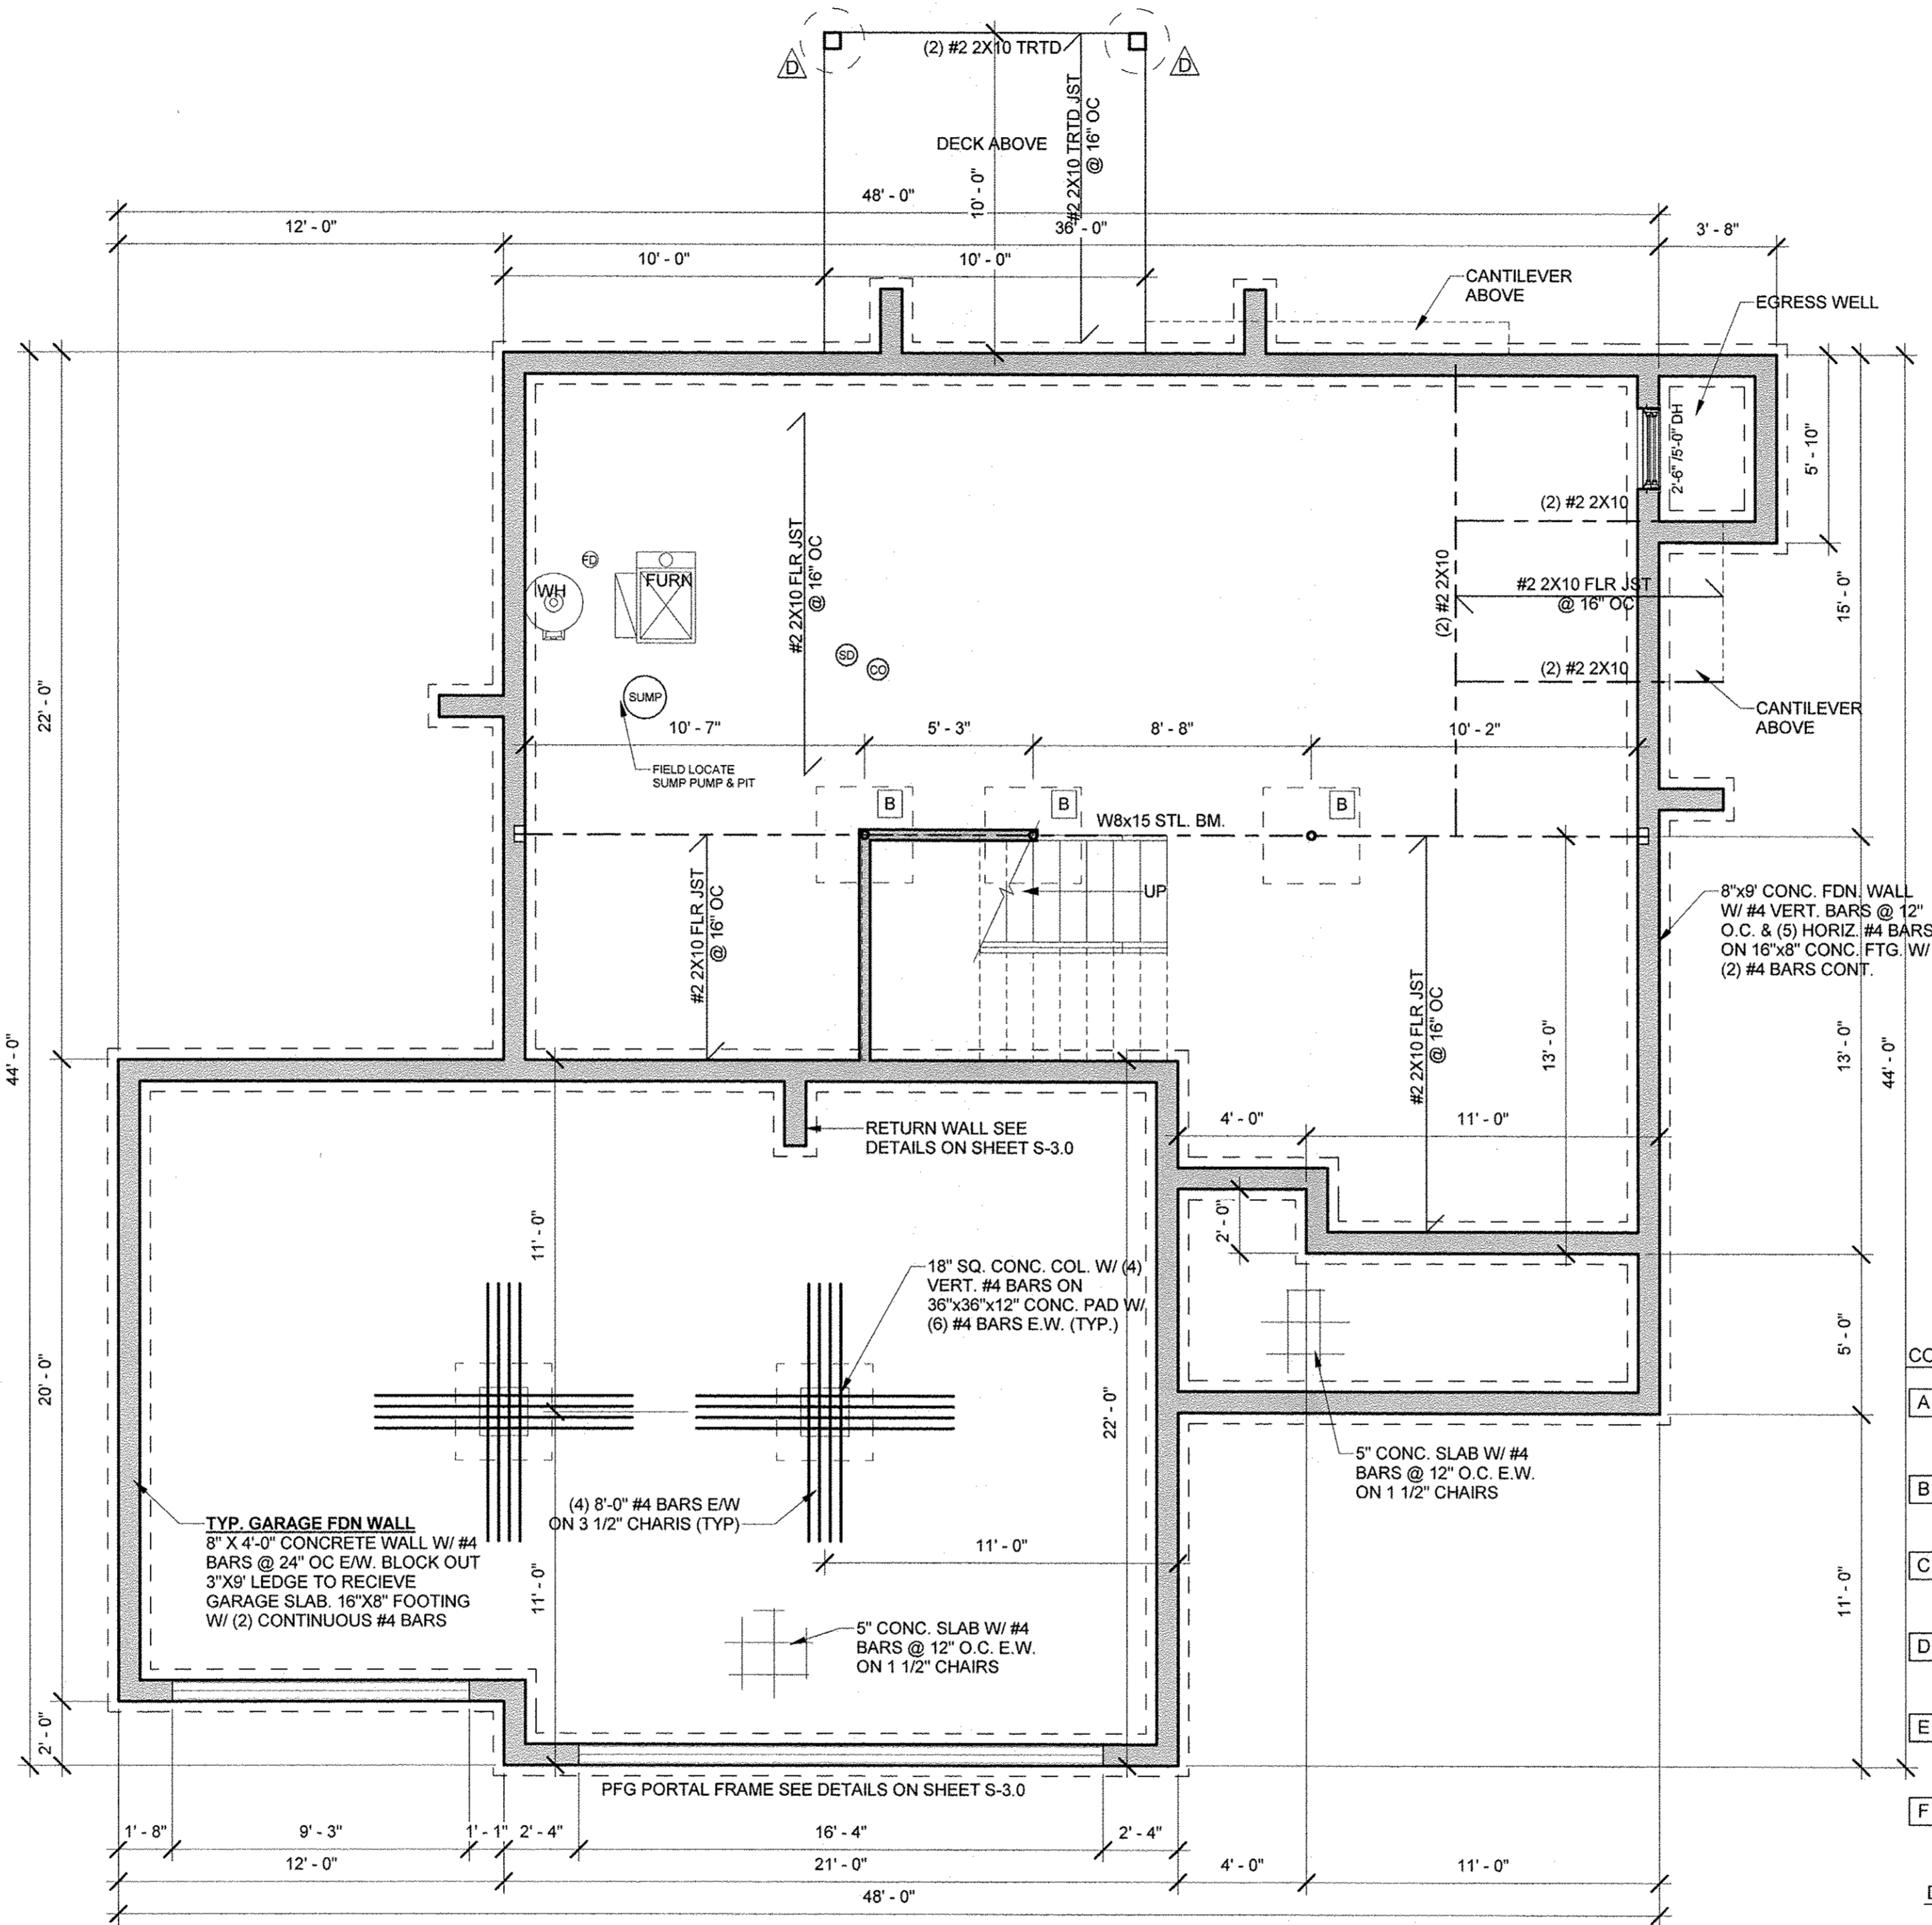 (2) #2 2X10 TRTD
D
D
#2 2X10 TRTD JST
@ 16" OC
DECK ABOVE
10' - 0"
48' - 0"
12' - 0"
36' - 0"
3' - 8"
10' - 0"
10' - 0"
CANTILEVER
ABOVE
EGRESS WELL
2'-6"/5'-0" DH
5' - 10"
(2) #2 2X10
#2 2X10 FLR JST
@ 16" OC
(2) #2 2X10
#2 2X10 FLR JST
@ 16" OC
15' - 0"
FD
WH
FURN
SD
CO
(2) #2 2X10
22' - 0"
SUMP
CANTILEVER
ABOVE
10' - 7"
5' - 3"
8' - 8"
10' - 2"
FIELD LOCATE
SUMP PUMP & PIT
B
B
B
W8x15 STL. BM.
UP
8"x9' CONC. FDN. WALL
W/ #4 VERT. BARS @ 12"
O.C. & (5) HORIZ. #4 BARS
ON 16"x8" CONC. FTG. W/
(2) #4 BARS CONT.
#2 2X10 FLR JST
@ 16" OC
#2 2X10 FLR JST
@ 16" OC
13' - 0"
13' - 0"
44' - 0"
44' - 0"
RETURN WALL SEE
DETAILS ON SHEET S-3.0
4' - 0"
11' - 0"
2' - 0"
11' - 0"
18" SQ. CONC. COL. W/ (4)
VERT. #4 BARS ON
36"x36"x12" CONC. PAD W/
(6) #4 BARS E.W. (TYP.)
5' - 0"
20' - 0"
22' - 0"
CO
A
B
C
D
E
F
D
5" CONC. SLAB W/ #4
BARS @ 12" O.C. E.W.
ON 1 1/2" CHAIRS
(4) 8'-0" #4 BARS E/W
ON 3 1/2" CHARIS (TYP)
TYP. GARAGE FDN WALL
8" X 4'-0" CONCRETE WALL W/ #4
BARS @ 24" OC E/W. BLOCK OUT
3"X9' LEDGE TO RECIEVE
GARAGE SLAB. 16"X8" FOOTING
W/ (2) CONTINUOUS #4 BARS
11' - 0"
11' - 0"
11' - 0"
5" CONC. SLAB W/ #4
BARS @ 12" O.C. E.W.
ON 1 1/2" CHAIRS
2' - 0"
PFG PORTAL FRAME SEE DETAILS ON SHEET S-3.0
1' - 8"
9' - 3"
1' - 1"
2' - 4"
16' - 4"
2' - 4"
12' - 0"
21' - 0"
4' - 0"
11' - 0"
48' - 0"